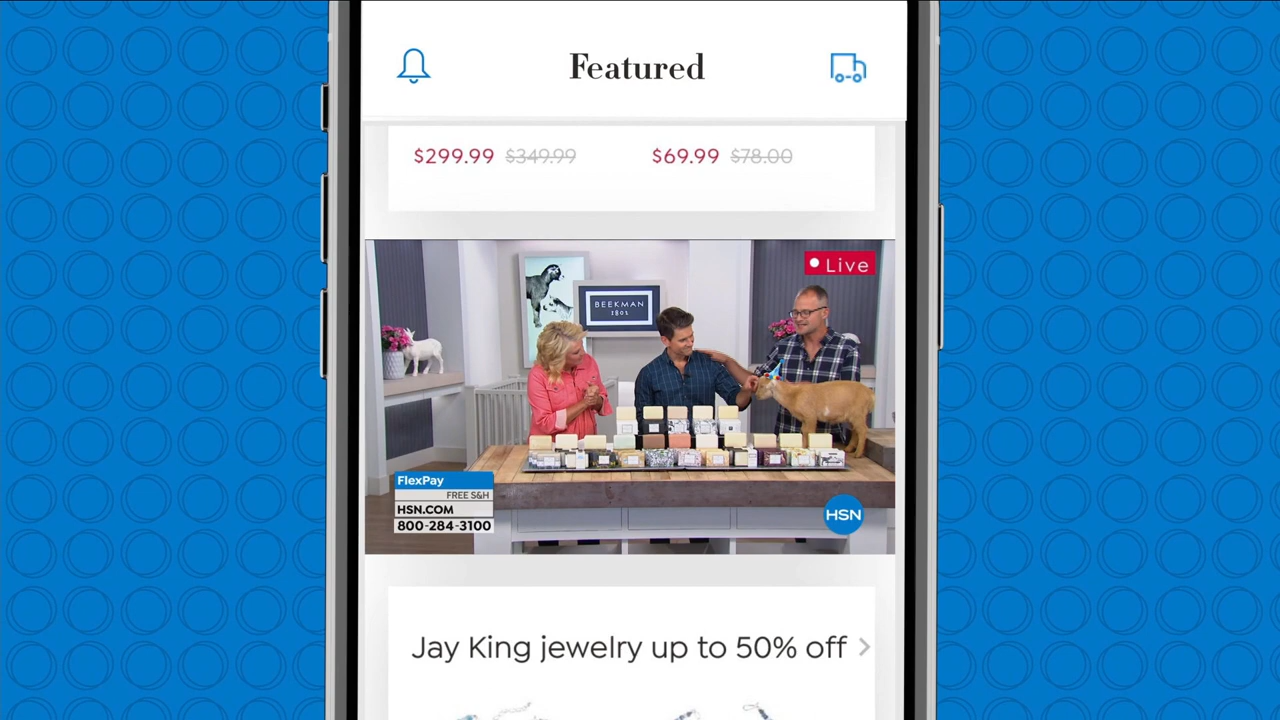 Featured
$299.99 $349.99 $69.99 $78.00
Live
BEEKMAN
1802
FlexPay
FREE S&H
HSN.COM
800-284-3100
HSN
Jay King jewelry up to 50% off